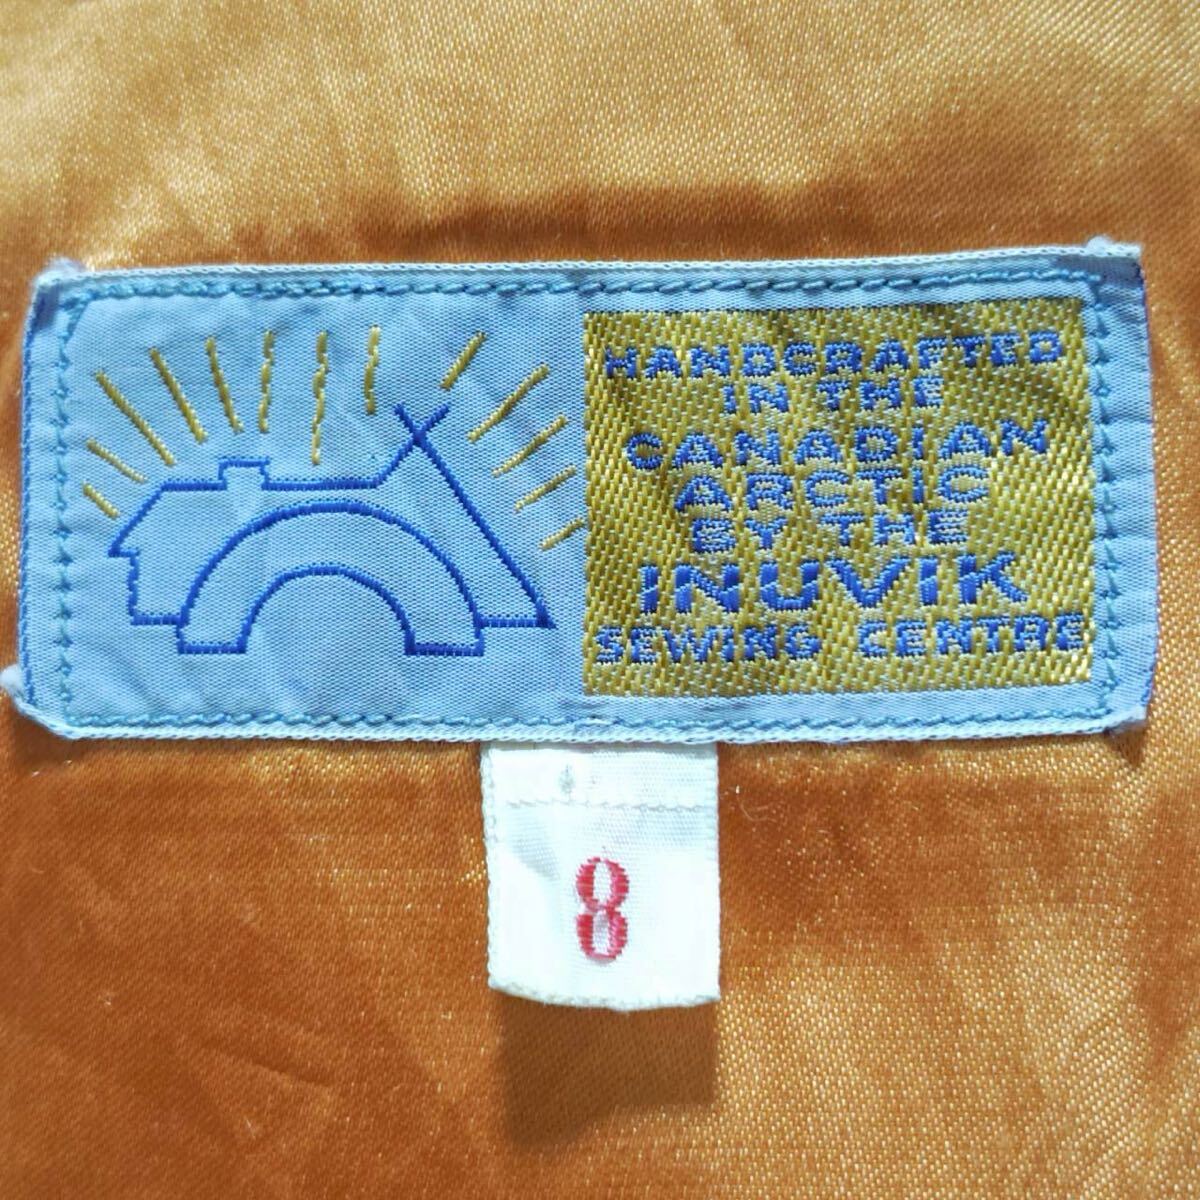 HANDCRAFTED
IN THE
CANADIAN
ARCTIC
BY THE
INUVIK
SEWING CENTRE
8